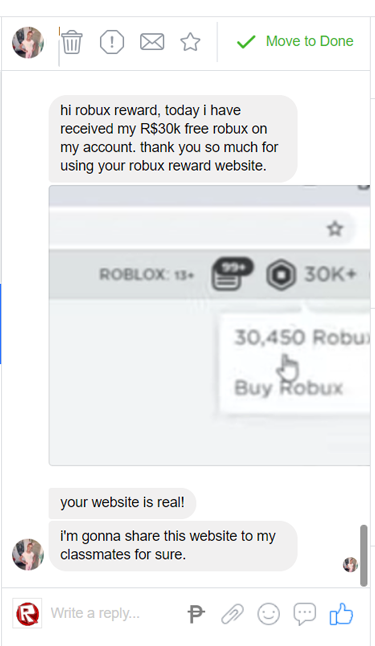 Move to Done
hi robux reward, today i have
received my R$30k free robux on
my account. thank you so much for
using your robux reward website.
ROBLOX: 13+ 99+ 30K+
30,450 Robux
Buy Robux
your website is real!
i'm gonna share this website to my
classmates for sure.
Write a reply...